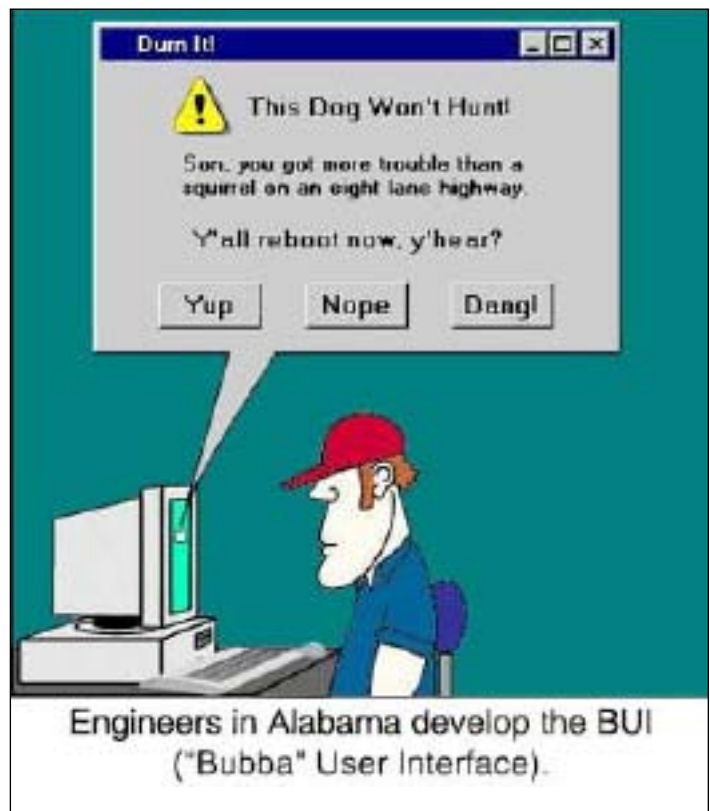 Durn It!
This Dog Won't Hunt!
Son, you got more trouble than a
squirrel on an eight lane highway.
Y'all reboot now, y'hear?
Yup Nope Dang!
Engineers in Alabama develop the BUI
("Bubba" User Interface).